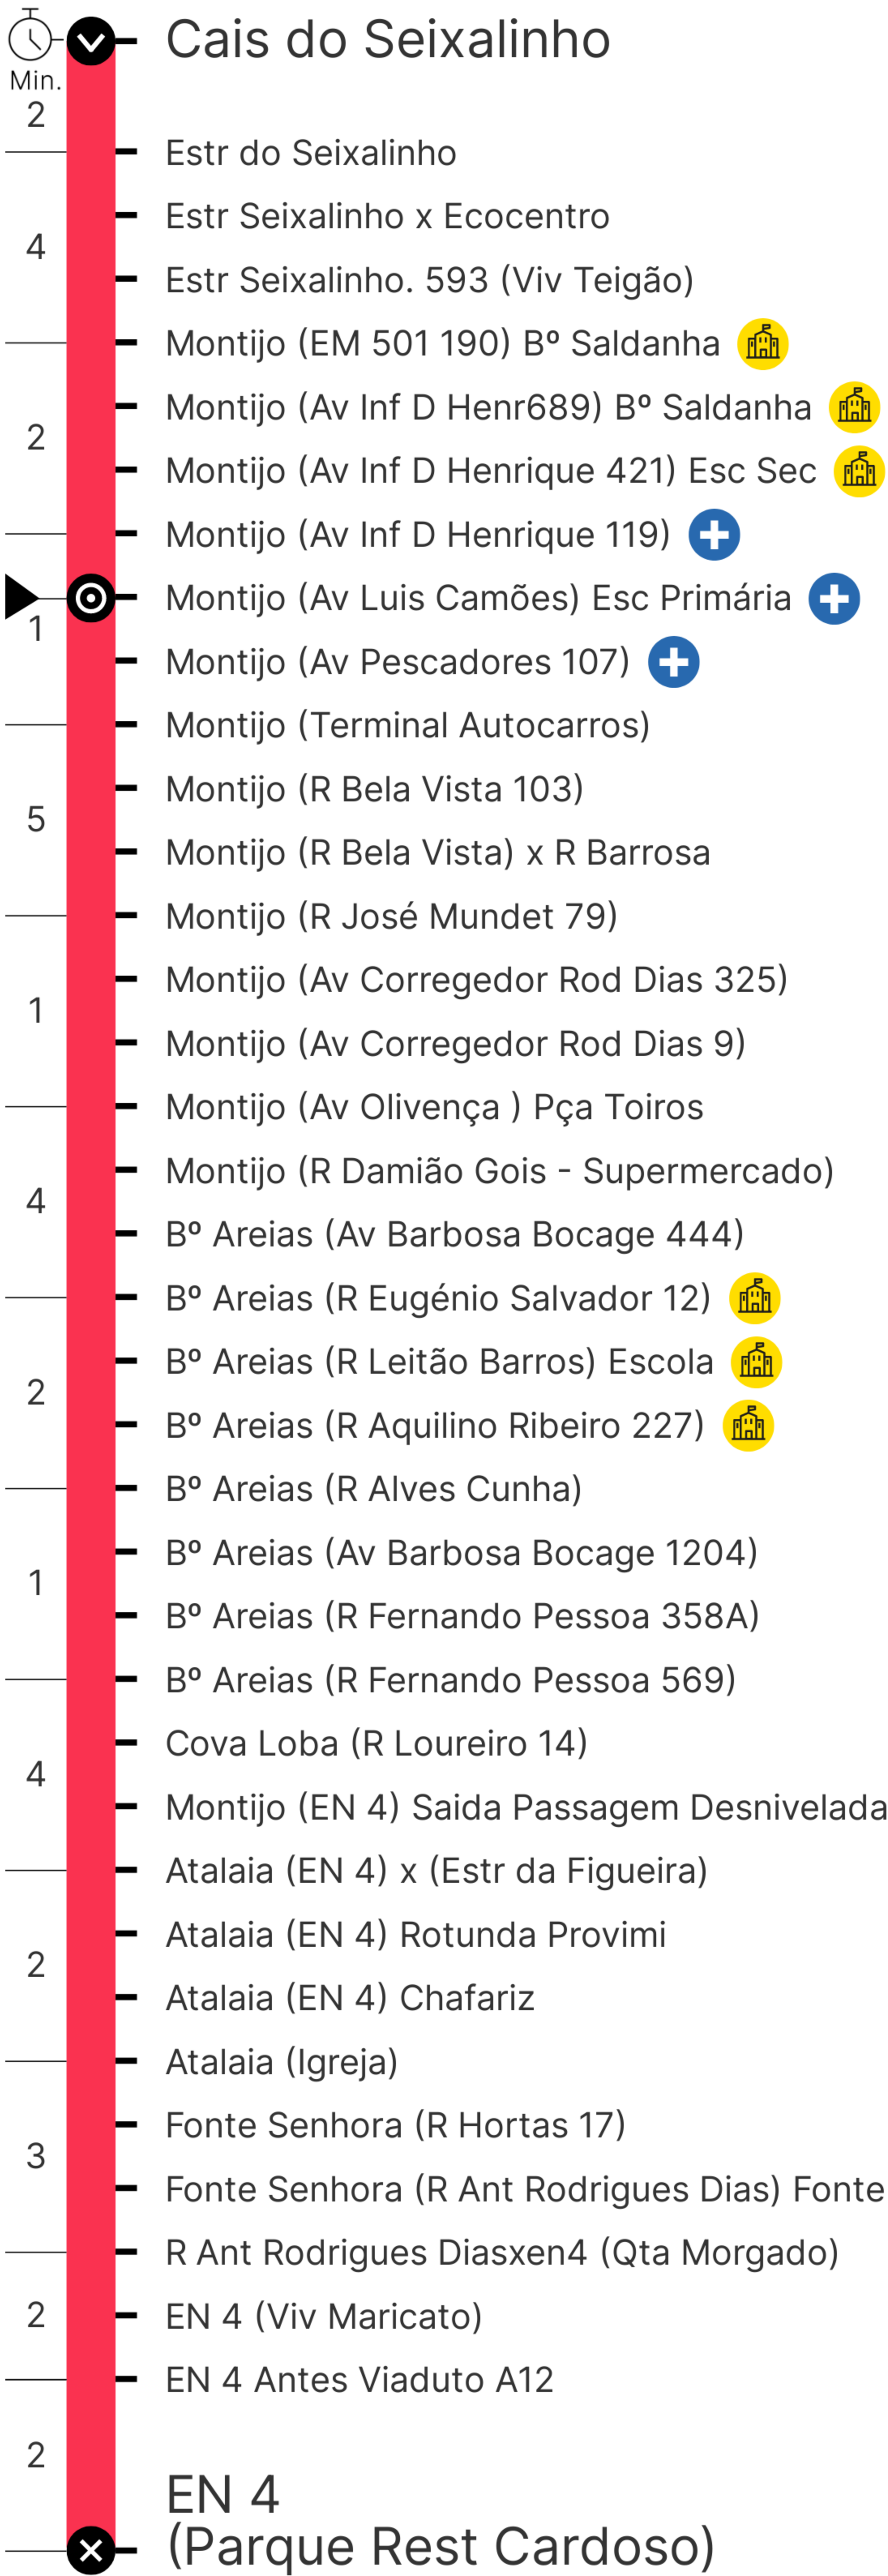 Cais do Seixalinho
Min.
2
Estr do Seixalinho
Estr Seixalinho x Ecocentro
4
Estr Seixalinho. 593 (Viv Teigão)
Montijo (EM 501 190) Bº Saldanha
Montijo (Av Inf D Henr689) Bº Saldanha
2
Montijo (Av Inf D Henrique 421) Esc Sec
Montijo (Av Inf D Henrique 119)
Montijo (Av Luis Camões) Esc Primária
1
Montijo (Av Pescadores 107)
Montijo (Terminal Autocarros)
Montijo (R Bela Vista 103)
5
Montijo (R Bela Vista) x R Barrosa
Montijo (R José Mundet 79)
Montijo (Av Corregedor Rod Dias 325)
1
Montijo (Av Corregedor Rod Dias 9)
Montijo (Av Olivença ) Pça Toiros
Montijo (R Damião Gois - Supermercado)
4
Bº Areias (Av Barbosa Bocage 444)
Bº Areias (R Eugénio Salvador 12)
Bº Areias (R Leitão Barros) Escola
2
Bº Areias (R Aquilino Ribeiro 227)
Bº Areias (R Alves Cunha)
Bº Areias (Av Barbosa Bocage 1204)
1
Bº Areias (R Fernando Pessoa 358A)
Bº Areias (R Fernando Pessoa 569)
Cova Loba (R Loureiro 14)
4
Montijo (EN 4) Saida Passagem Desnivelada
Atalaia (EN 4) x (Estr da Figueira)
Atalaia (EN 4) Rotunda Provimi
2
Atalaia (EN 4) Chafariz
Atalaia (Igreja)
Fonte Senhora (R Hortas 17)
3
Fonte Senhora (R Ant Rodrigues Dias) Fonte
R Ant Rodrigues Diasxen4 (Qta Morgado)
2
EN 4 (Viv Maricato)
EN 4 Antes Viaduto A12
2
EN 4
(Parque Rest Cardoso)